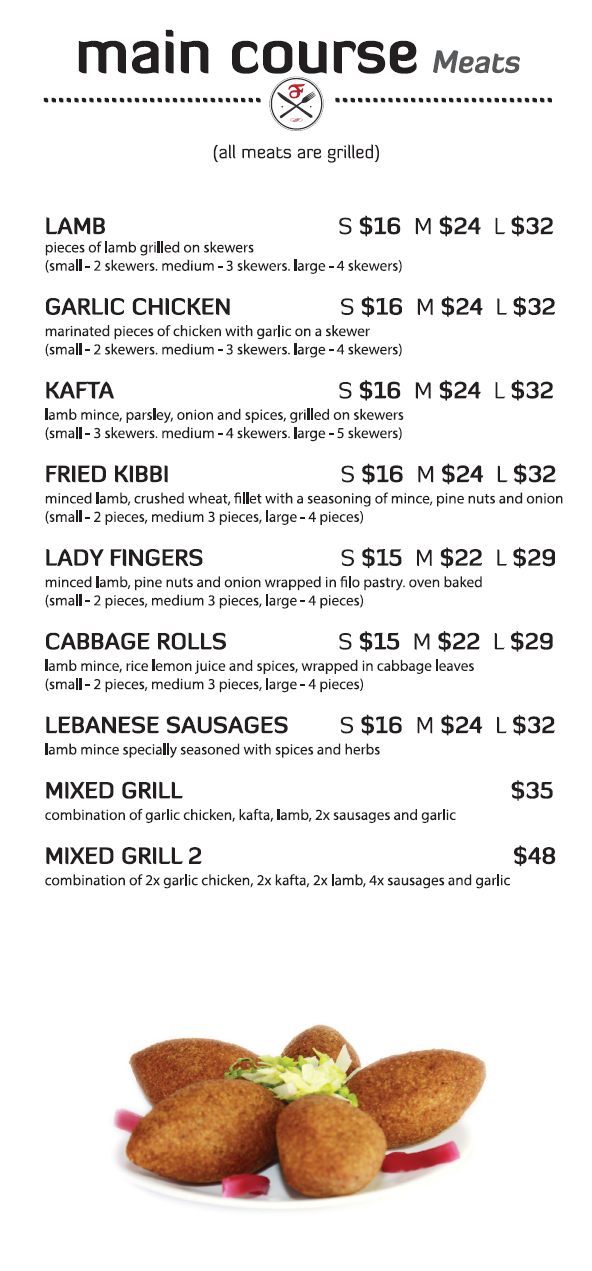 main course Meats
(all meats are grilled)
LAMB S $16 M $24 L $32
pieces of lamb grilled on skewers
(small - 2 skewers. medium - 3 skewers. large - 4 skewers)
GARLIC CHICKEN S $16 M $24 L $32
marinated pieces of chicken with garlic on a skewer
(small - 2 skewers. medium - 3 skewers. large - 4 skewers)
KAFTA S $16 M $24 L $32
lamb mince, parsley, onion and spices, grilled on skewers
(small - 3 skewers. medium - 4 skewers. large - 5 skewers)
FRIED KIBBI S $16 M $24 L $32
minced lamb, crushed wheat, fillet with a seasoning of mince, pine nuts and onion
(small - 2 pieces, medium 3 pieces, large - 4 pieces)
LADY FINGERS S $15 M $22 L $29
minced lamb, pine nuts and onion wrapped in filo pastry. oven baked
(small - 2 pieces, medium 3 pieces, large - 4 pieces)
CABBAGE ROLLS S $15 M $22 L $29
lamb mince, rice lemon juice and spices, wrapped in cabbage leaves
(small - 2 pieces, medium 3 pieces, large - 4 pieces)
LEBANESE SAUSAGES S $16 M $24 L $32
lamb mince specially seasoned with spices and herbs
MIXED GRILL $35
combination of garlic chicken, kafta, lamb, 2x sausages and garlic
MIXED GRILL 2 $48
combination of 2x garlic chicken, 2x kafta, 2x lamb, 4x sausages and garlic